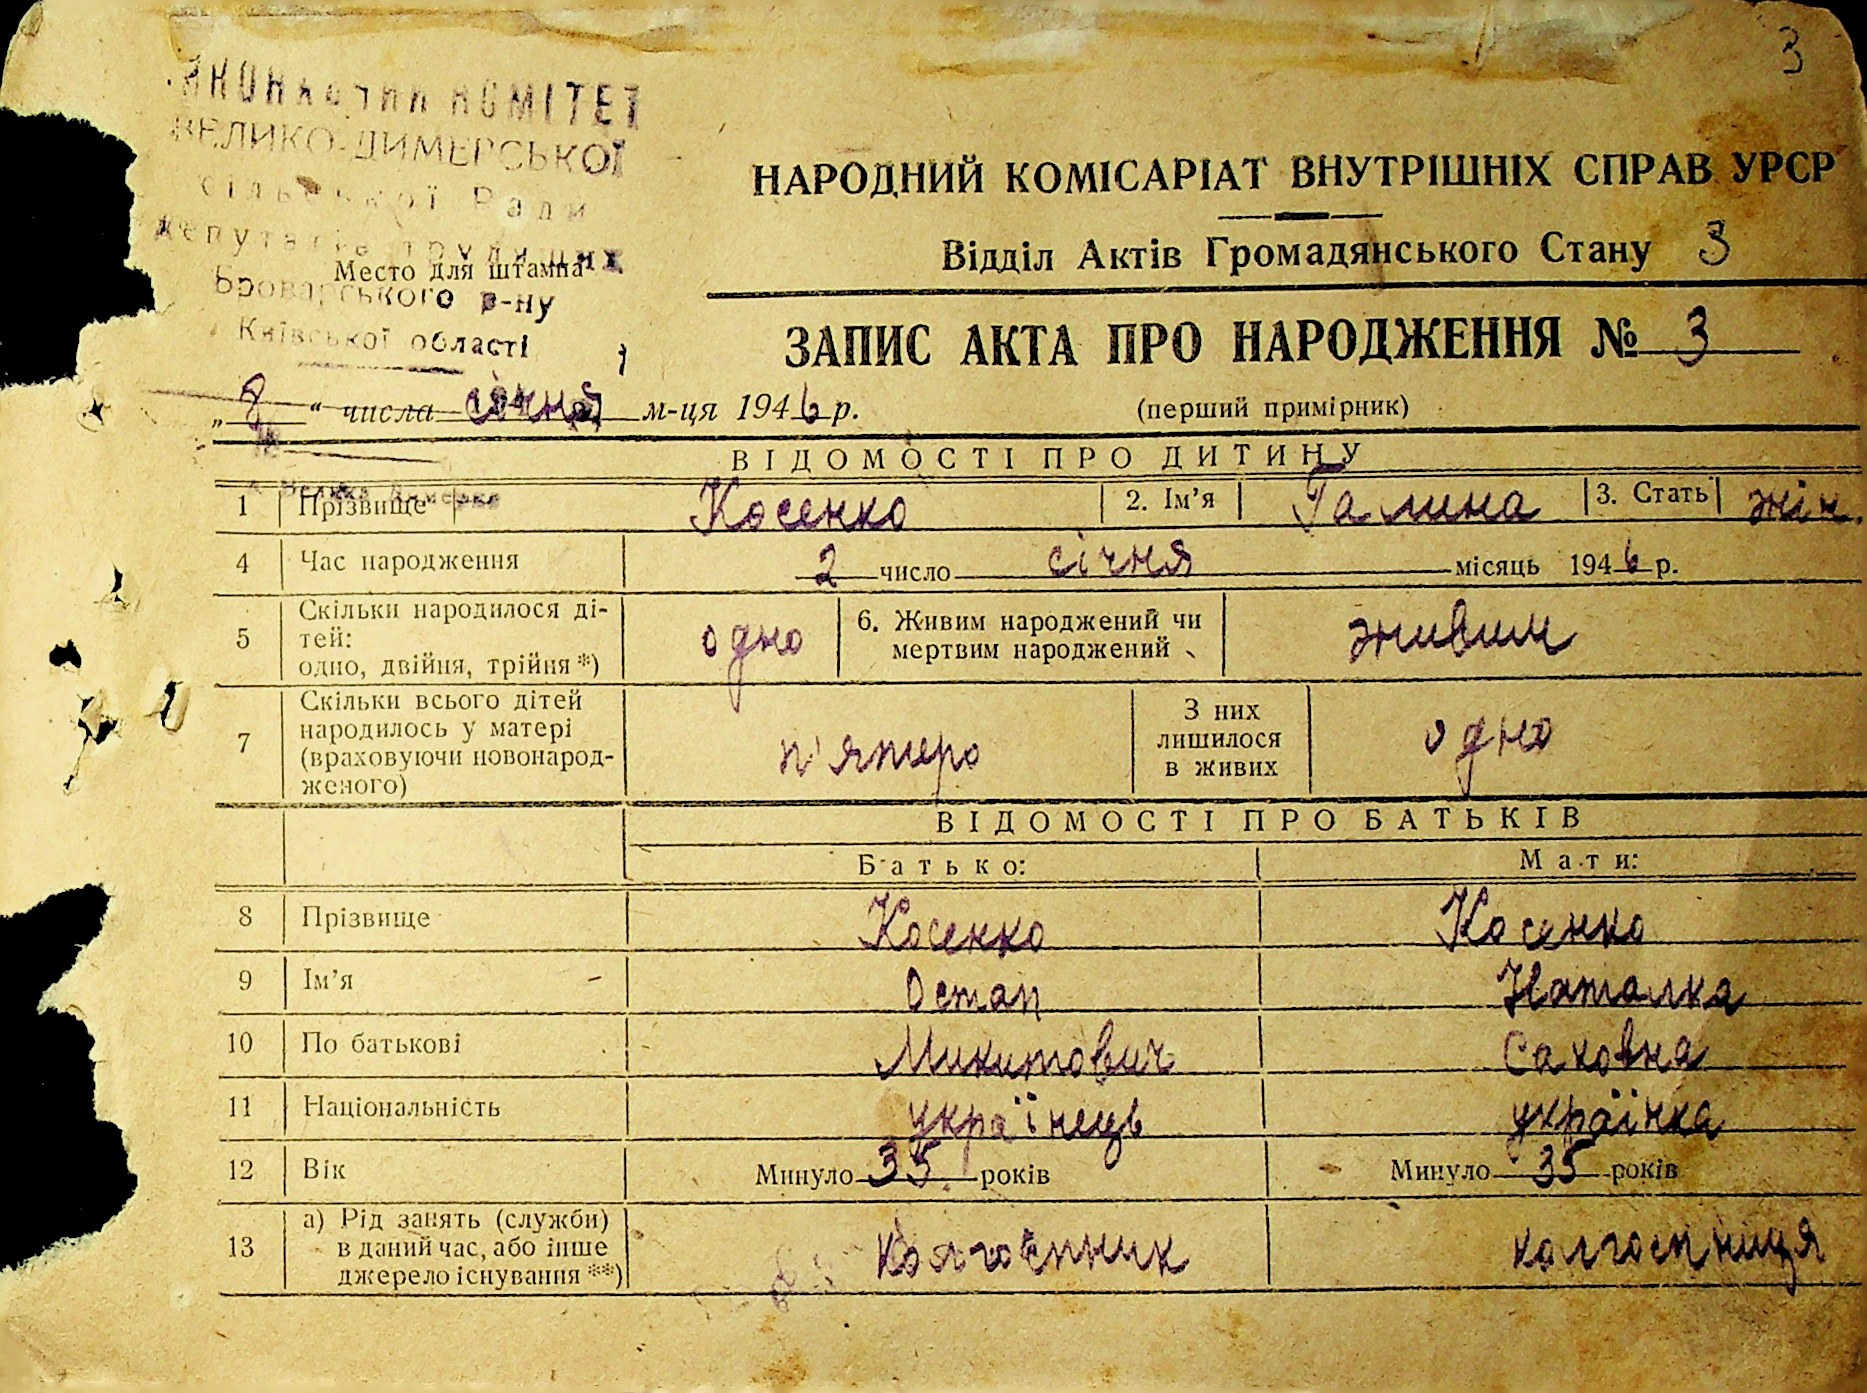 3
ВИКОНАВЧИЙ КОМІТЕТ
ВЕЛИКО-ДИМЕРСЬКОЇ
сільської Ради
депутатів трудящих
Место для штампа
Броварського р-ну
Київської області
НАРОДНИЙ КОМІСАРІАТ ВНУТРІШНІХ СПРАВ УРСР
Відділ Актів Громадянського Стану 3
ЗАПИС АКТА ПРО НАРОДЖЕННЯ № 3
„8“ числа січня м-ця 1946 р.
(перший примірник)
ВІДОМОСТІ ПРО ДИТИНУ
1 Прізвище Косенко 2. Ім’я Галина 3. Стать жін.
4 Час народження 2 число січня місяць 1946 р.
5 Скільки народилося ді-
тей:
одно, двійня, трійня *) одно 6. Живим народжений чи
мертвим народжений живим
7 Скільки всього дітей
народилось у матері
(враховуючи новонарод-
женого) п'ятеро З них
лишилося
в живих одно
ВІДОМОСТІ ПРО БАТЬКІВ
Батько: Мати:
8 Прізвище Косенко Косенко
9 Ім’я Остап Наталка
10 По батькові Микитович Саховна
11 Національність українець українка
12 Вік Минуло 35 років Минуло 35 років
13 а) Рід занять (служби)
в даний час, або інше
джерело існування **) колгоспник колгоспниця